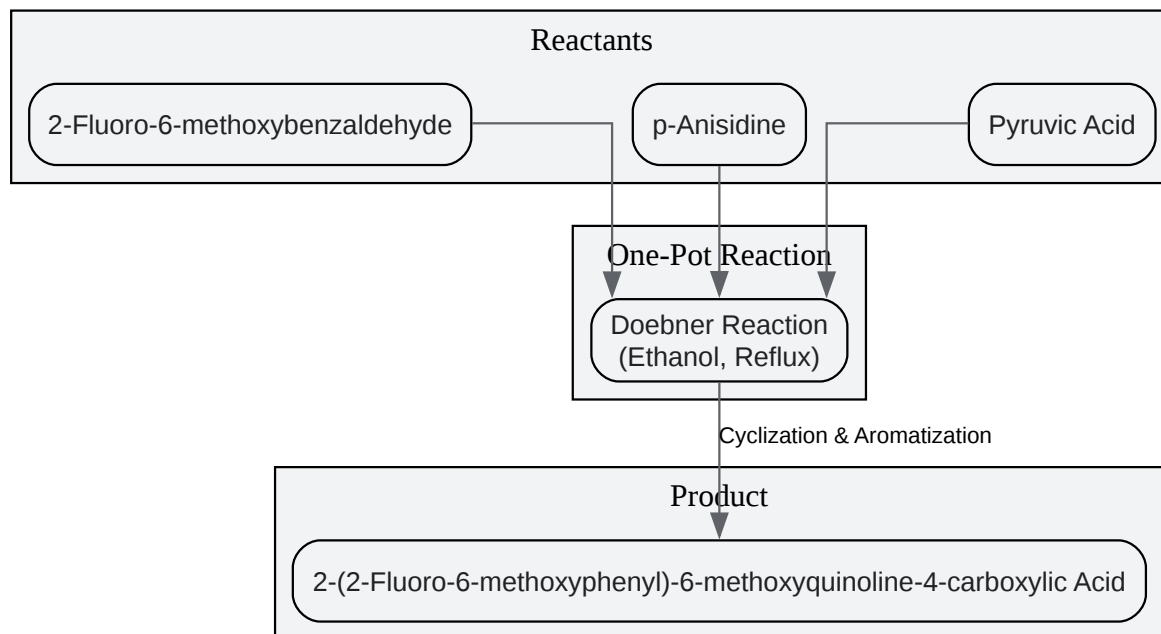 Reactants
2-Fluoro-6-methoxybenzaldehyde
p-Anisidine
Pyruvic Acid
One-Pot Reaction
Doebner Reaction
(Ethanol, Reflux)
Cyclization & Aromatization
Product
2-(2-Fluoro-6-methoxyphenyl)-6-methoxyquinoline-4-carboxylic Acid